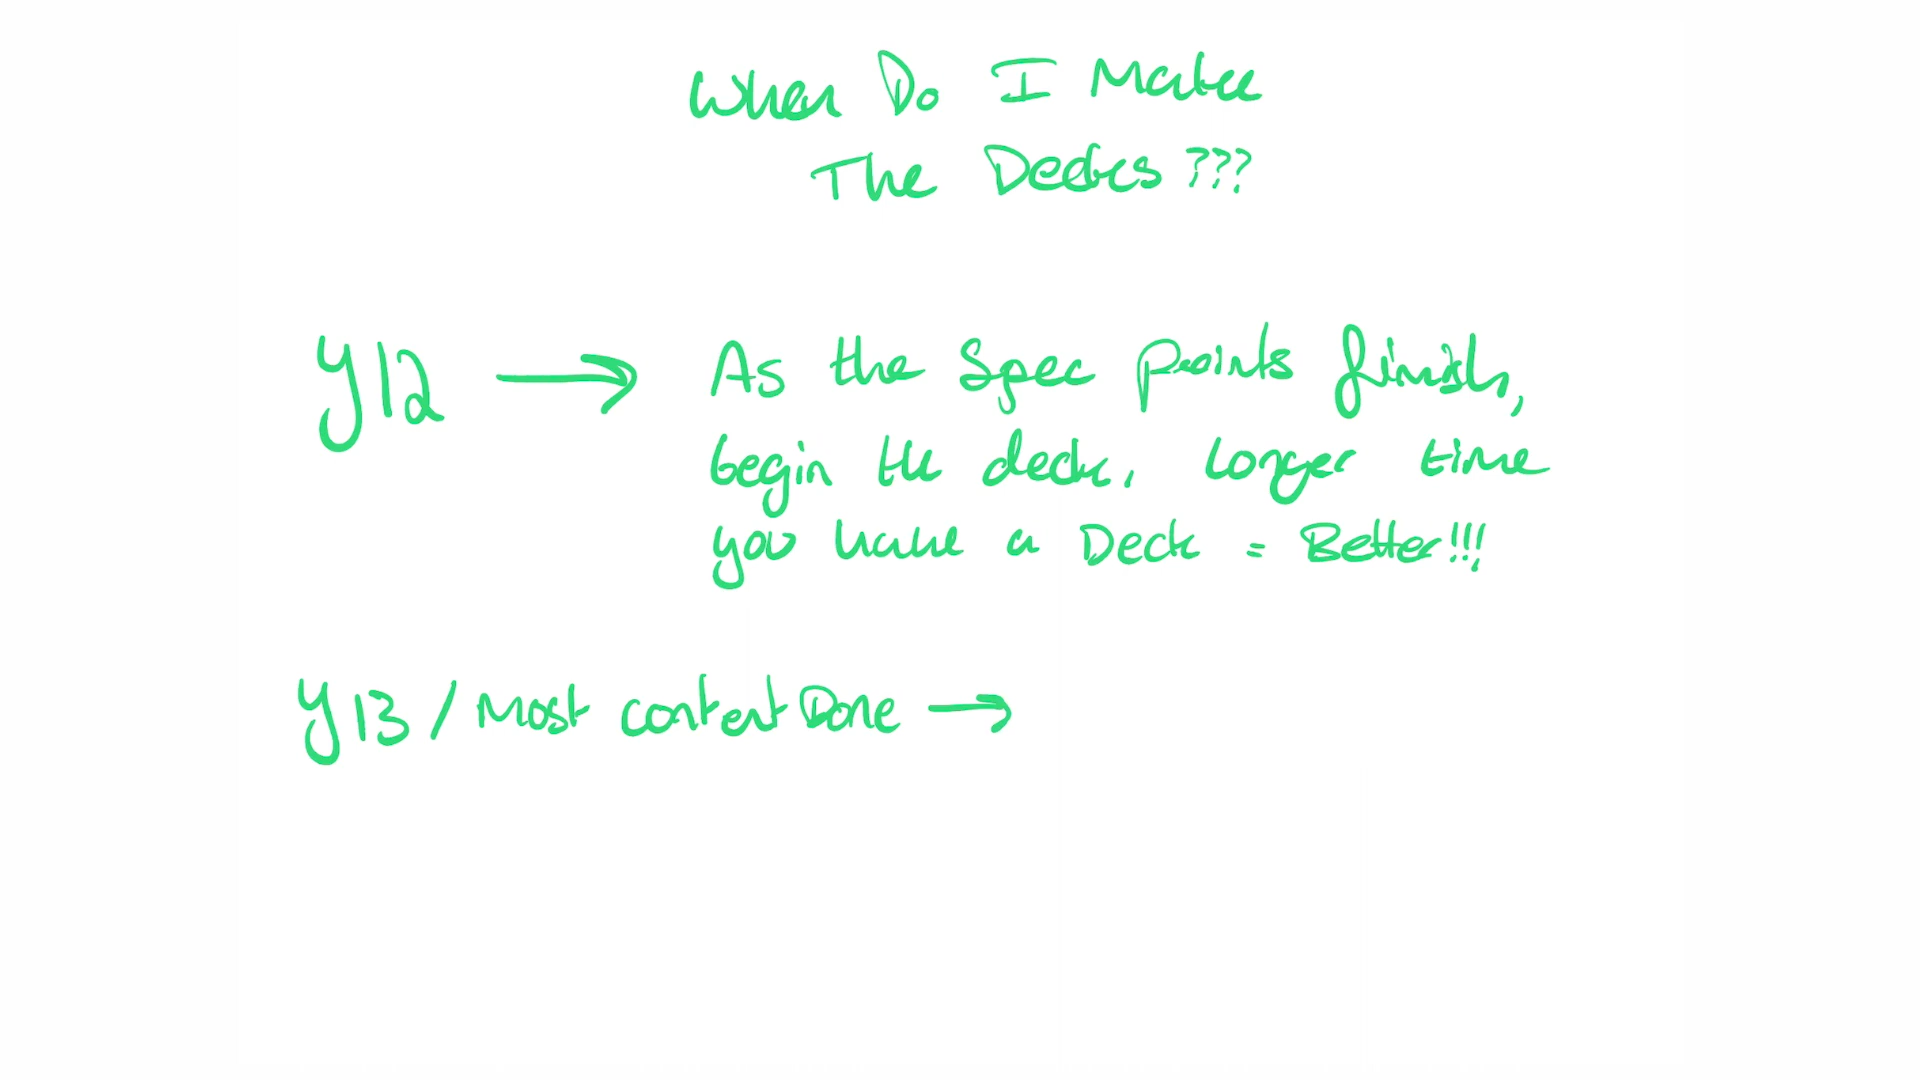 When Do I Make
The Decks ???
y12 → As the Spec points finish,
begin the deck, longer time
you have a Deck = Better!!!
y13 / Most content Done →